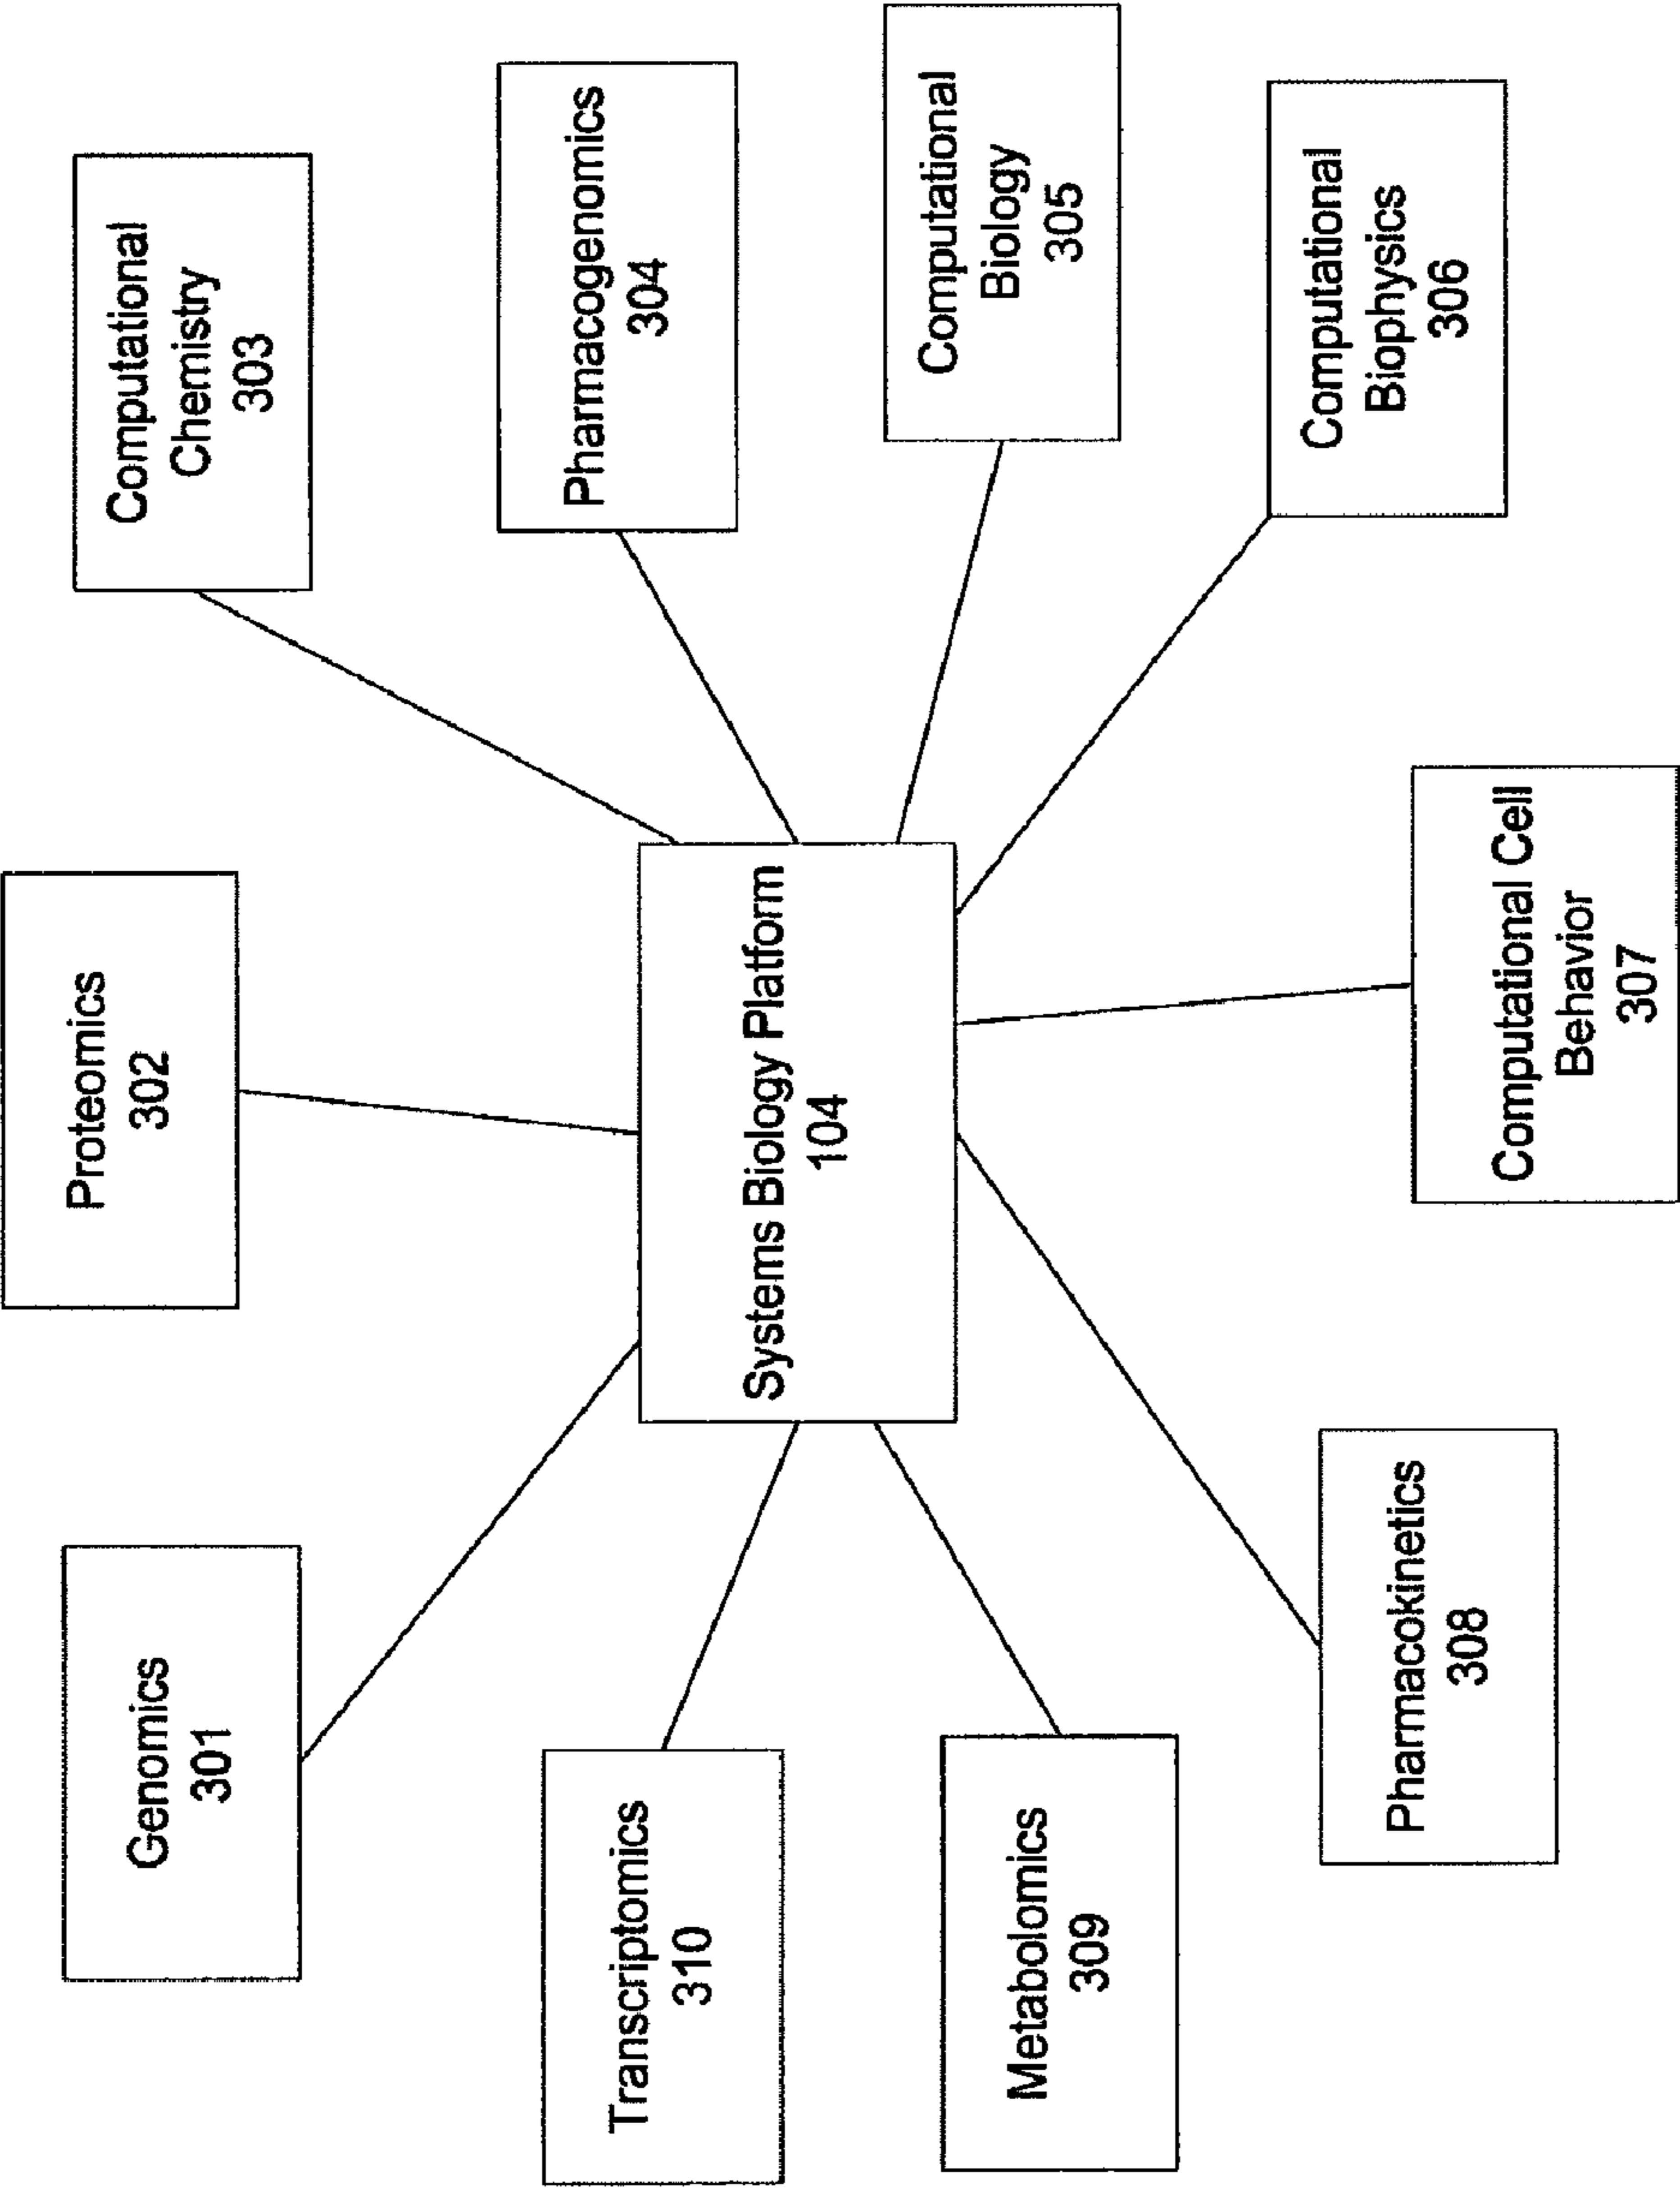 Genomics
301
Proteomics
302
Computational
Chemistry
303
Pharmacogenomics
304
Computational
Biology
305
Computational
Biophysics
306
Computational Cell
Behavior
307
Pharmacokinetics
308
Metabolomics
309
Transcriptomics
310
Systems Biology Platform
104